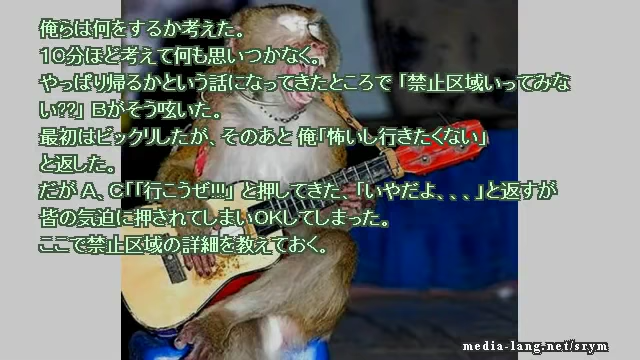 俺らは何をするか考えた。
１０分ほど考えて何も思いつかなく。
やっぱり帰るかという話になってきたところで 「禁止区域いってみな
い??」 Ｂがそう呟いた。
最初はビックリしたが、そのあと 俺「怖いし行きたくない」
と返した。
だが Ａ、Ｃ「「行こうぜ!!!」 と押してきた、「いやだよ、、、」と返すが
皆の気迫に押されてしまいＯＫしてしまった。
ここで禁止区域の詳細を教えておく。
media-lang.net/srym